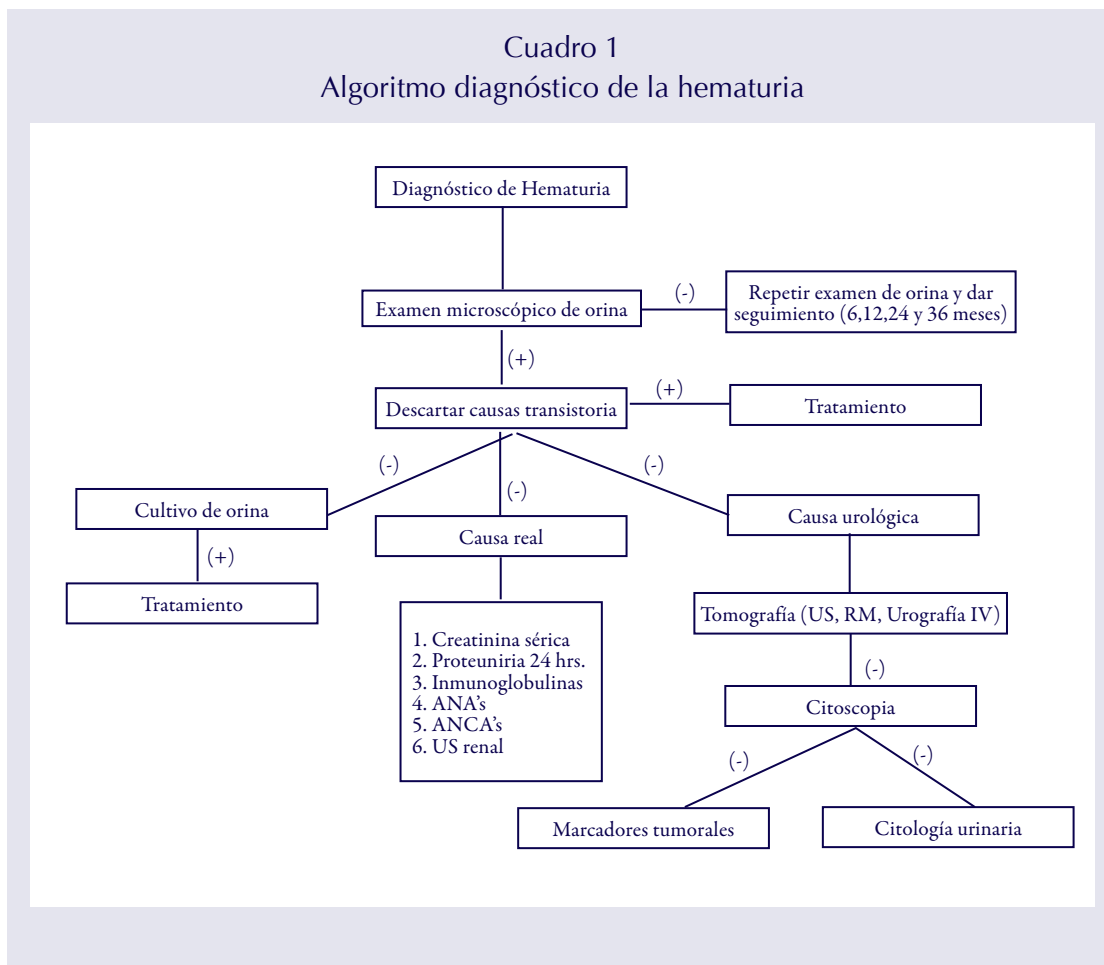 Cuadro 1
Algoritmo diagnóstico de la hematuria
Diagnóstico de Hematuria
Examen microscópico de orina
(-)
Repetir examen de orina y dar
seguimiento (6,12,24 y 36 meses)
(+)
Descartar causas transistoria
(+)
Tratamiento
(-)
(-)
(-)
Cultivo de orina
Causa real
Causa urológica
(+)
Tratamiento
1. Creatinina sérica
2. Proteuniria 24 hrs.
3. Inmunoglobulinas
4. ANA’s
5. ANCA’s
6. US renal
Tomografía (US, RM, Urografía IV)
(-)
Citoscopia
(-)
(-)
Marcadores tumorales
Citología urinaria